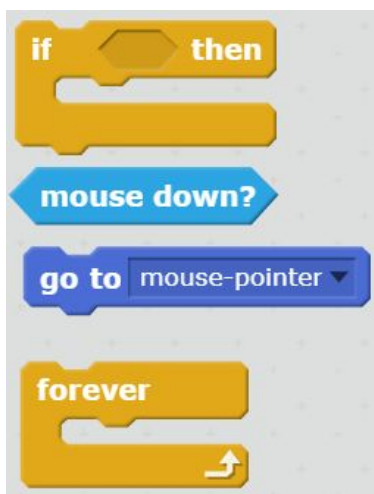 if then
mouse down?
go to mouse-pointer
forever